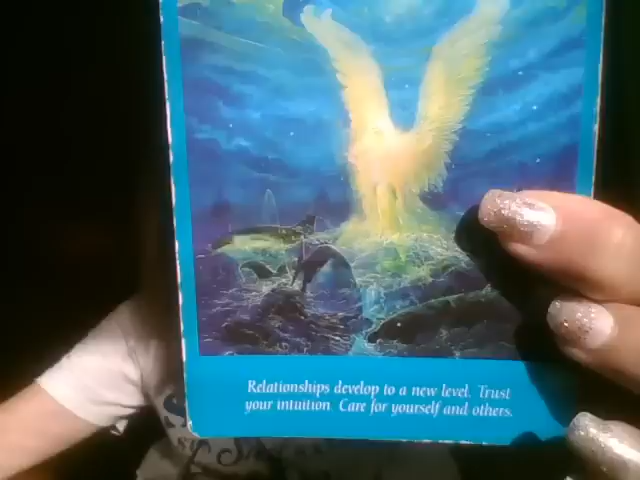 Relationships develop to a new level. Trust
your intuition. Care for yourself and others.